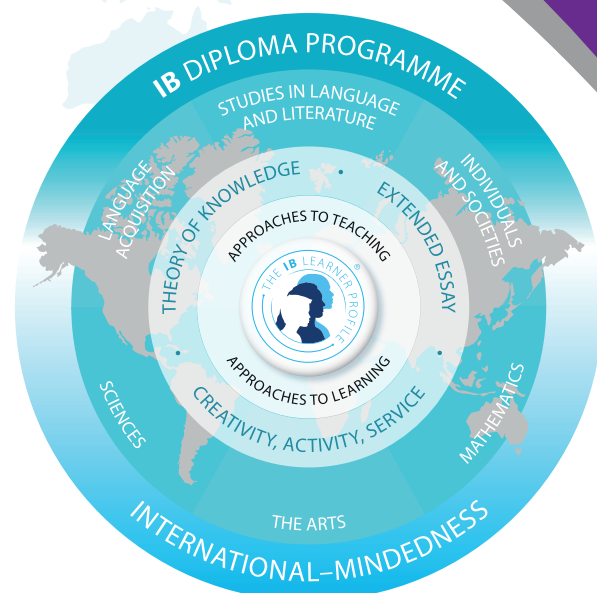 IB DIPLOMA PROGRAMME
STUDIES IN LANGUAGE
AND LITERATURE
LANGUAGE
ACQUISITION
INDIVIDUALS
AND SOCIETIES
THEORY OF KNOWLEDGE
EXTENDED ESSAY
APPROACHES TO TEACHING
THE IB LEARNER PROFILE
®
APPROACHES TO LEARNING
CREATIVITY, ACTIVITY, SERVICE
SCIENCES
MATHEMATICS
THE ARTS
INTERNATIONAL–MINDEDNESS